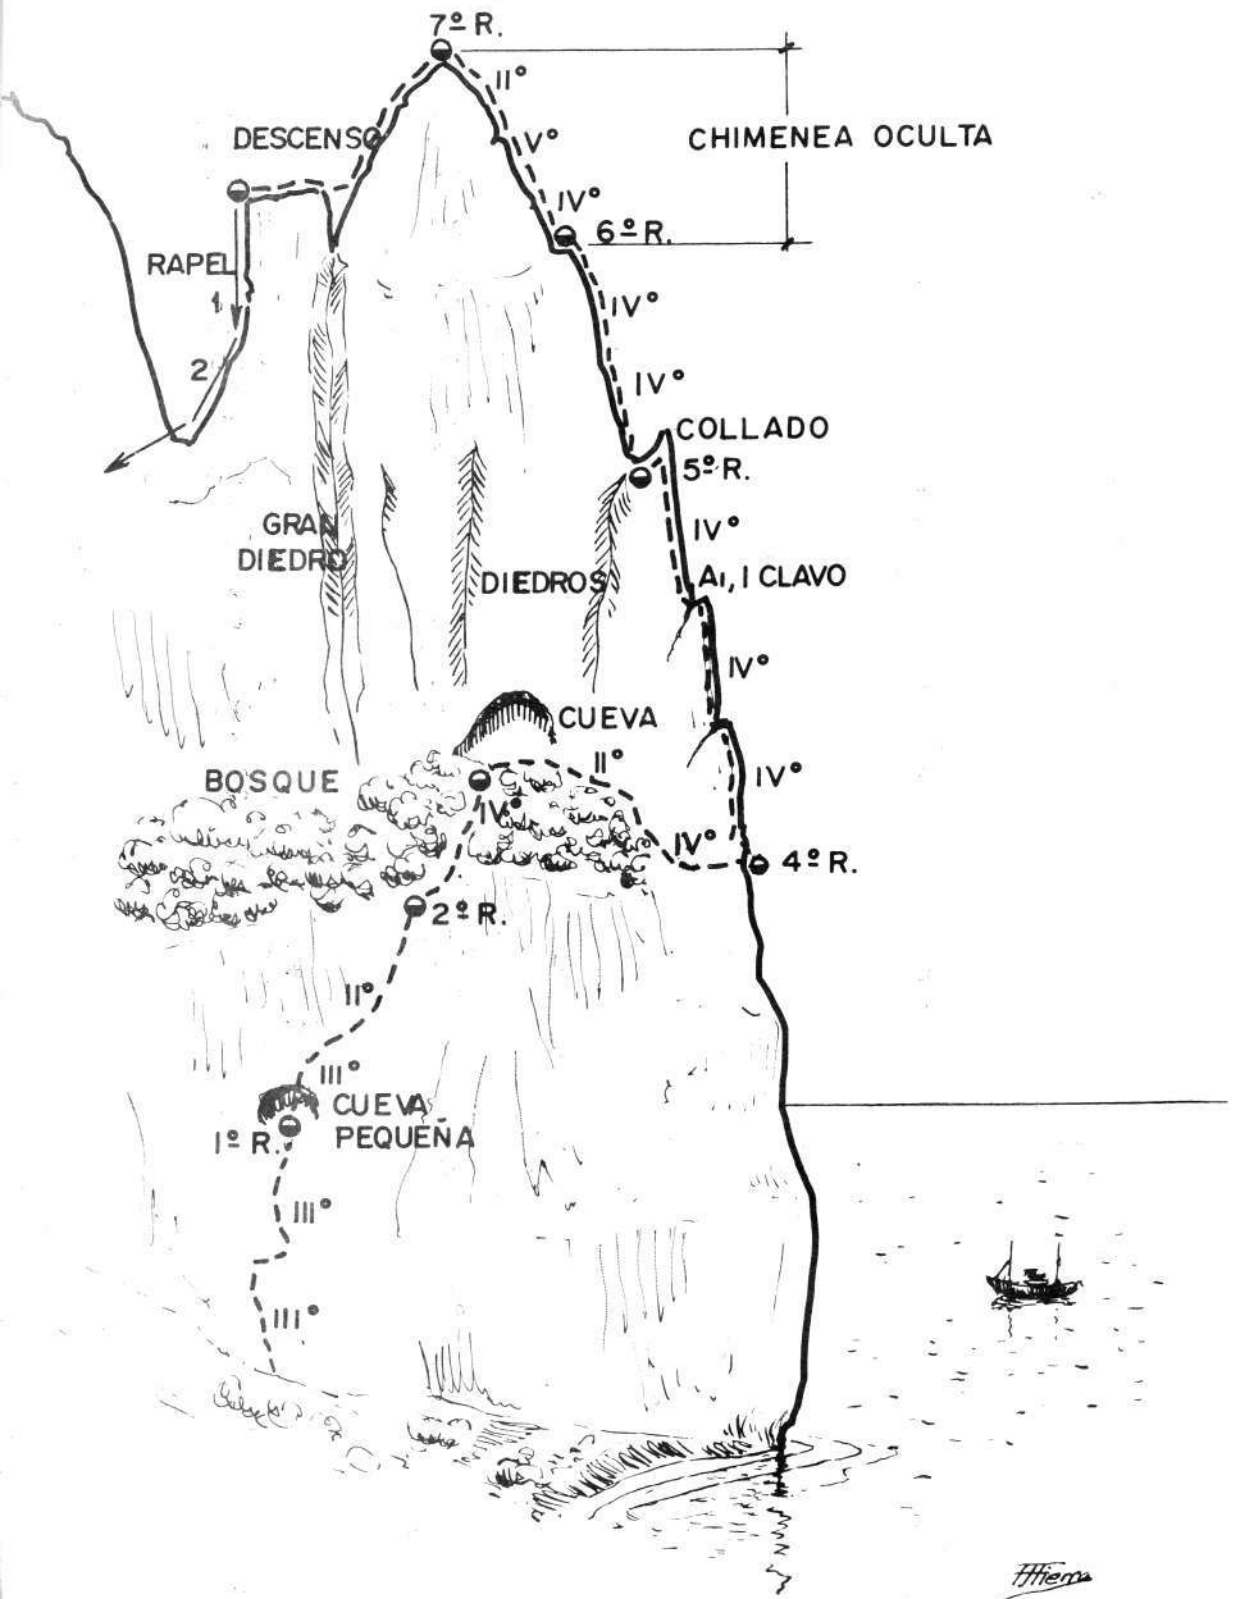 7º R.
II°
DESCENSO
V°
CHIMENEA OCULTA
IV°
6º R.
RAPEL
1
IV°
2
IV°
COLLADO
5º R.
GRAN
DIEDRO
IV°
DIEDROS
A1, 1 CLAVO
IV°
CUEVA
II°
BOSQUE
IV°
IV°
IV°
4º R.
2º R.
II°
III°
CUEVA
PEQUEÑA
1º R.
III°
III°